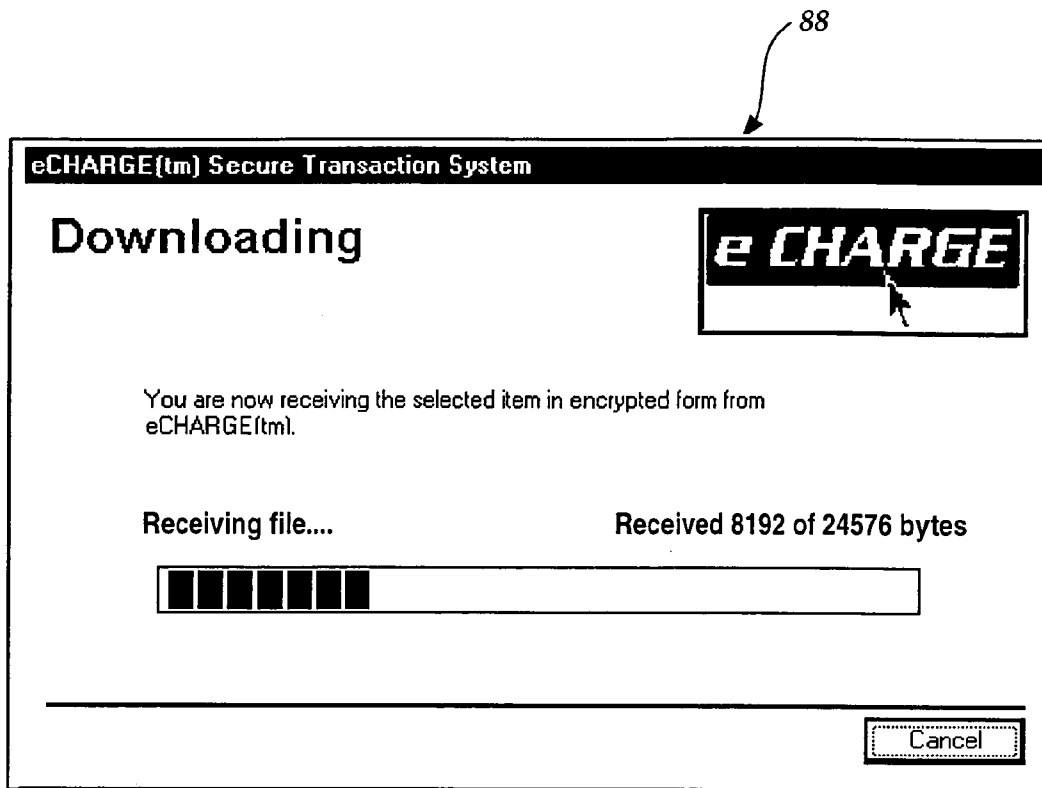 88
eCHARGE(tm) Secure Transaction System
Downloading
e CHARGE
You are now receiving the selected item in encrypted form from
eCHARGE(tm).
Receiving file....
Received 8192 of 24576 bytes
Cancel